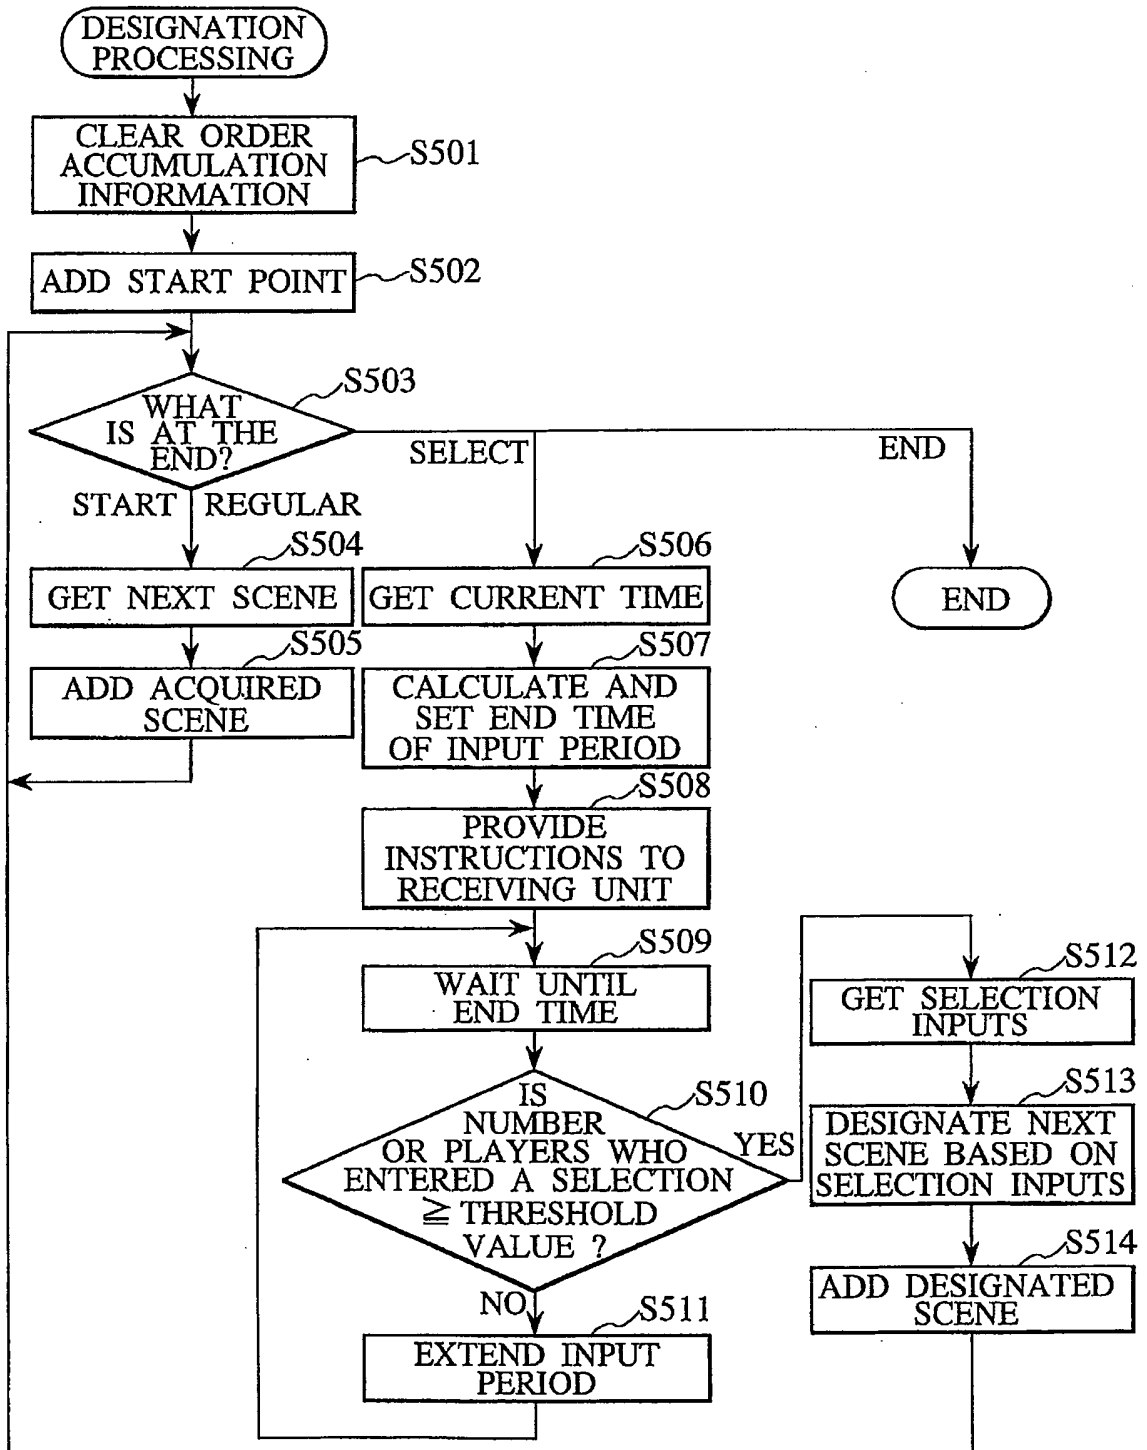 DESIGNATION
PROCESSING
CLEAR ORDER
ACCUMULATION
INFORMATION
S501
ADD START POINT
S502
S503
WHAT
IS AT THE
END?
SELECT
END
START
REGULAR
S504
GET NEXT SCENE
S505
ADD ACQUIRED
SCENE
S506
GET CURRENT TIME
S507
CALCULATE AND
SET END TIME
OF INPUT PERIOD
S508
PROVIDE
INSTRUCTIONS TO
RECEIVING UNIT
S509
WAIT UNTIL
END TIME
S510
IS
NUMBER
OR PLAYERS WHO
ENTERED A SELECTION
≧ THRESHOLD
VALUE ?
YES
NO
S511
EXTEND INPUT
PERIOD
END
S512
GET SELECTION
INPUTS
S513
DESIGNATE NEXT
SCENE BASED ON
SELECTION INPUTS
S514
ADD DESIGNATED
SCENE